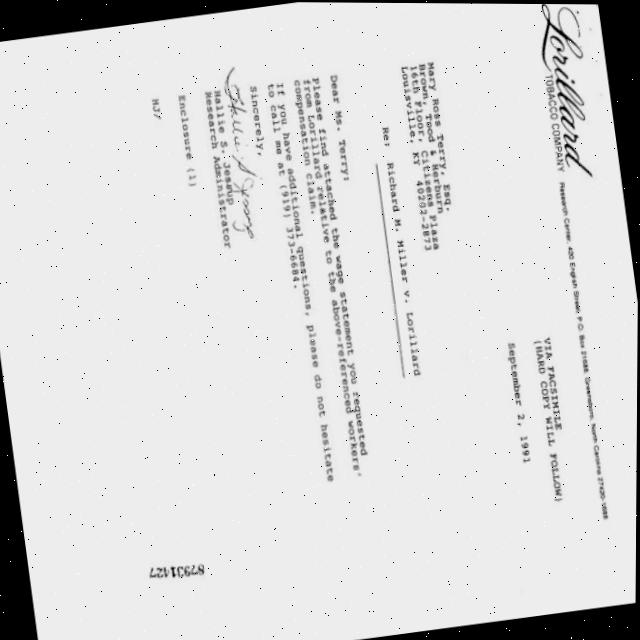 Lorillard
TOBACCO COMPANY
Research Center, 420 English Street, P.O. Box 21688, Greensboro, North Carolina 27420-1688
VIA FACSIMILE
(HARD COPY WILL FOLLOW)
September 2, 1991
Mary Ross Terry, Esq.
Brown, Todd & Heyburn
16th Floor, Citizens Plaza
Louisville, KY 40202-2873
Re: Richard M. Miller v. Lorillard
Dear Ms. Terry:
Please find attached the wage statement you requested
from Lorillard relative to the above-referenced workers'
compensation claim.
If you have additional questions, please do not hesitate
to call me at (919) 373-6684.
Sincerely,
Hallie S. Jessup
Hallie S. Jessup
Research Administrator
Enclosure (1)
HJ/
87931427